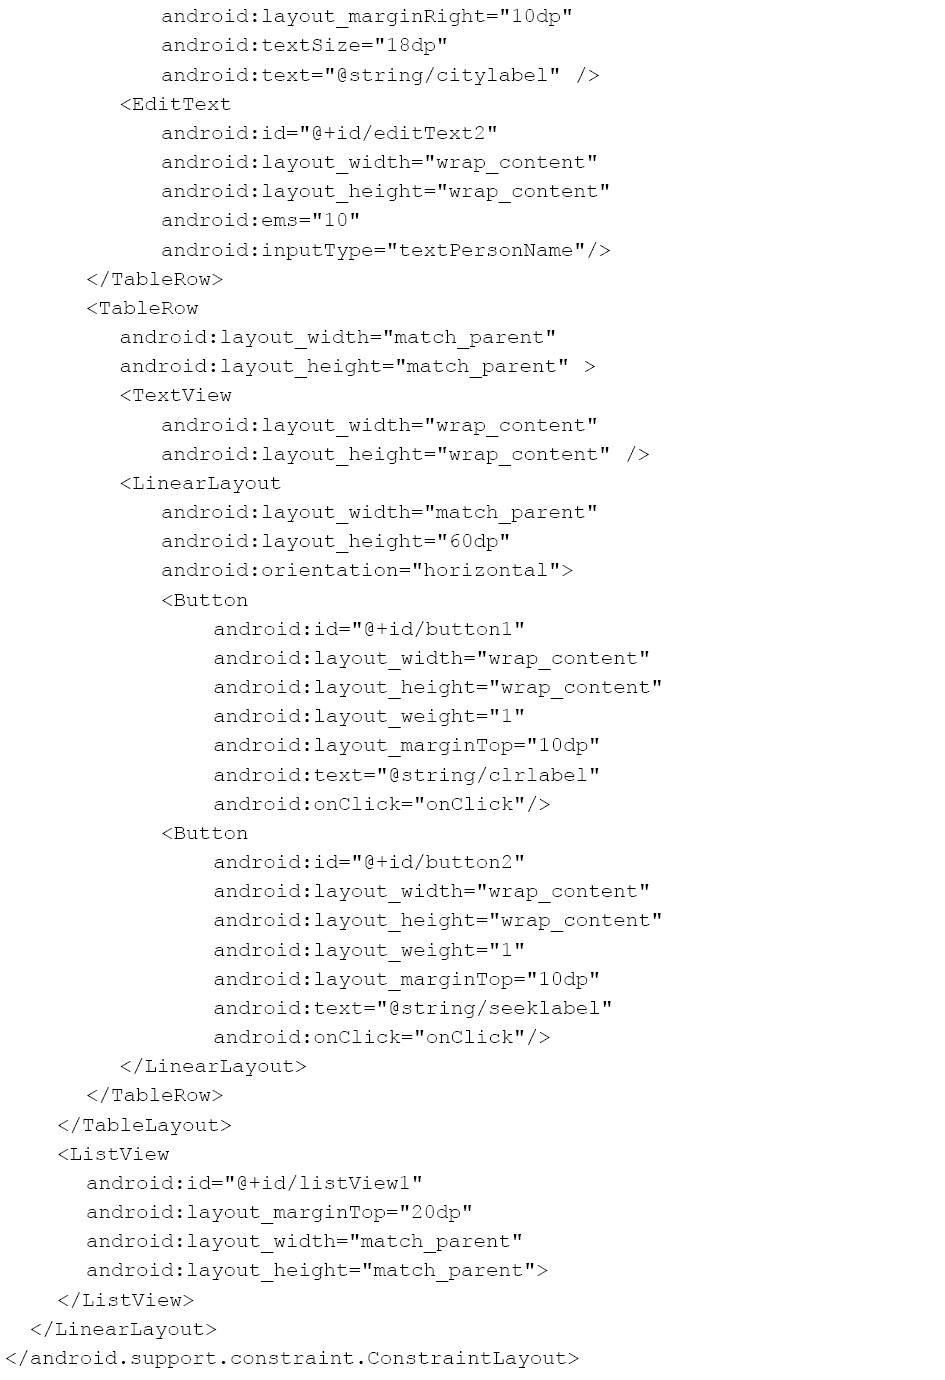 android:layout_marginRight="10dp"
android:textSize="18dp"
android:text="@string/citylabel" />
<EditText
android:id="@+id/editText2"
android:layout_width="wrap_content"
android:layout_height="wrap_content"
android:ems="10"
android:inputType="textPersonName"/>
</TableRow>
<TableRow
android:layout_width="match_parent"
android:layout_height="match_parent" >
<TextView
android:layout_width="wrap_content"
android:layout_height="wrap_content" />
<LinearLayout
android:layout_width="match_parent"
android:layout_height="60dp"
android:orientation="horizontal">
<Button
android:id="@+id/button1"
android:layout_width="wrap_content"
android:layout_height="wrap_content"
android:layout_weight="1"
android:layout_marginTop="10dp"
android:text="@string/clrlabel"
android:onClick="onClick"/>
<Button
android:id="@+id/button2"
android:layout_width="wrap_content"
android:layout_height="wrap_content"
android:layout_weight="1"
android:layout_marginTop="10dp"
android:text="@string/seeklabel"
android:onClick="onClick"/>
</LinearLayout>
</TableRow>
</TableLayout>
<ListView
android:id="@+id/listView1"
android:layout_marginTop="20dp"
android:layout_width="match_parent"
android:layout_height="match_parent">
</ListView>
</LinearLayout>
</android.support.constraint.ConstraintLayout>